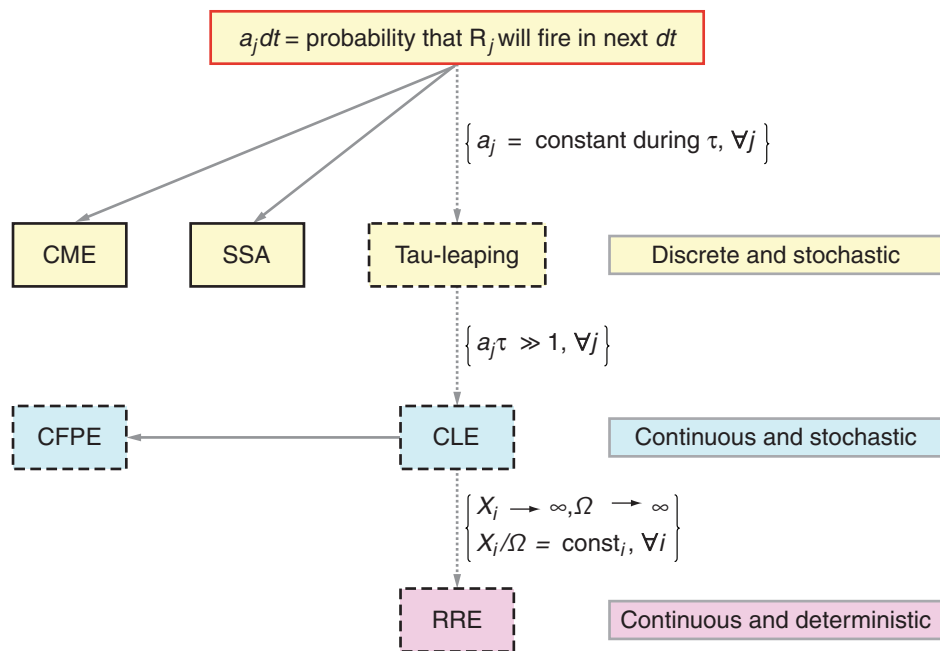 a_j dt = probability that R_j will fire in next dt
{ a_j = constant during τ, ∀j }
CME
SSA
Tau-leaping
Discrete and stochastic
{ a_j τ ≫ 1, ∀j }
CFPE
CLE
Continuous and stochastic
X_i → ∞, Ω → ∞
X_i/Ω = const_i, ∀i
RRE
Continuous and deterministic